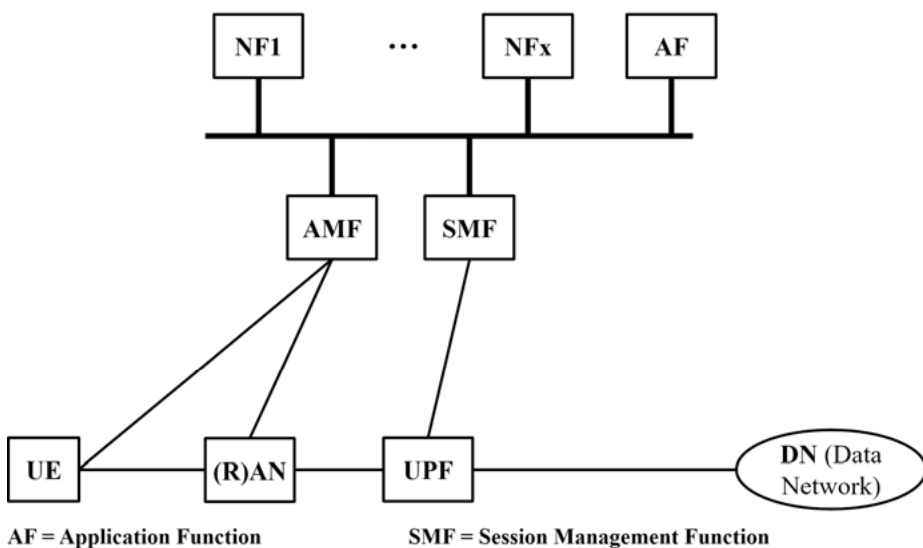 NF1 ... NFx AF
AMF SMF
UE (R)AN UPF DN (Data
Network)
AF = Application Function SMF = Session Management Function